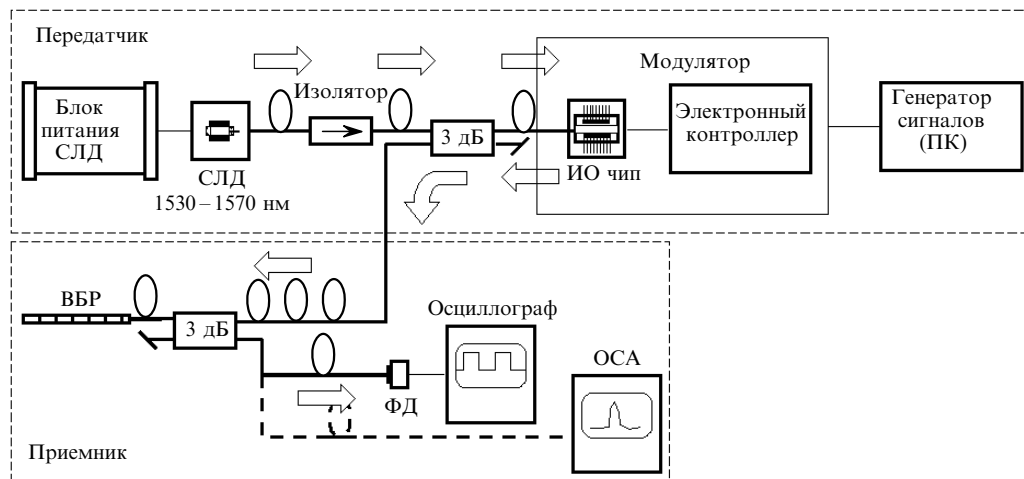 Передатчик
Блок
питания
СЛД
СЛД
1530 – 1570 нм
Изолятор
3 дБ
Модулятор
ИО чип
Электронный
контроллер
Генератор
сигналов
(ПК)
ВБР
3 дБ
Осциллограф
ФД
ОСА
Приемник